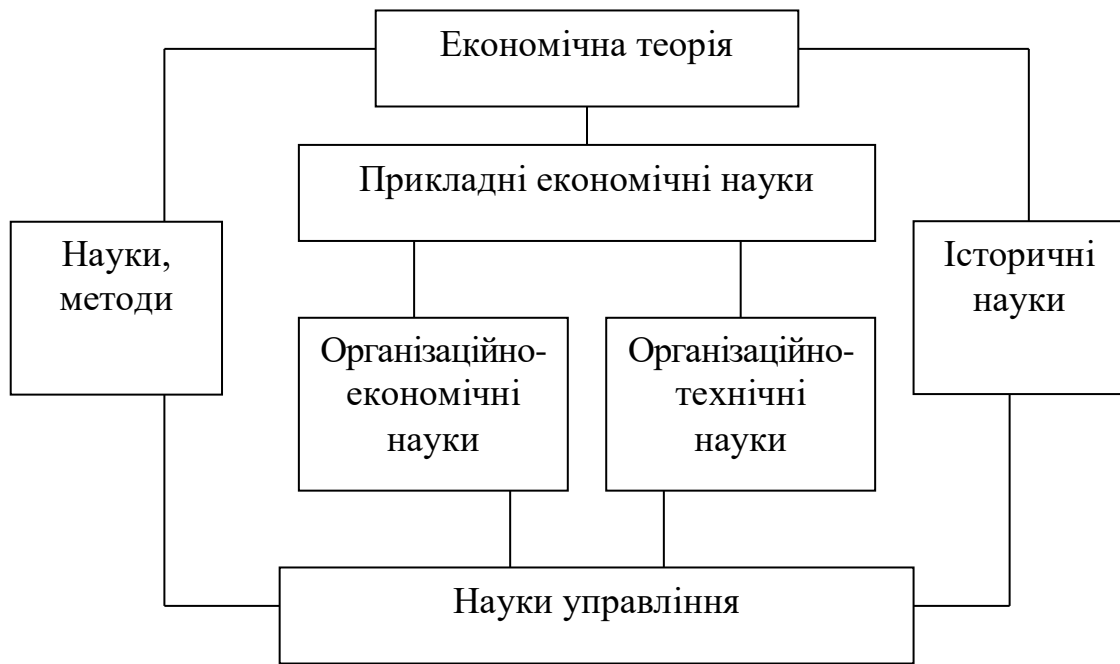 Економічна теорія
Прикладні економічні науки
Науки,
методи
Історичні
науки
Організаційно-
економічні
науки
Організаційно-
технічні
науки
Науки управління